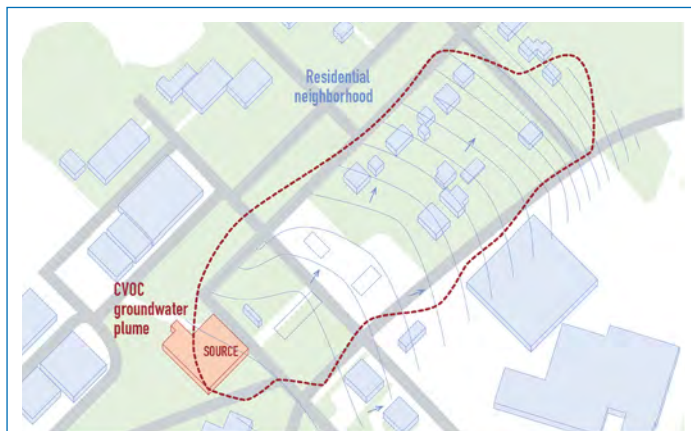 Residential
neighborhood
CVOC
groundwater
plume
SOURCE